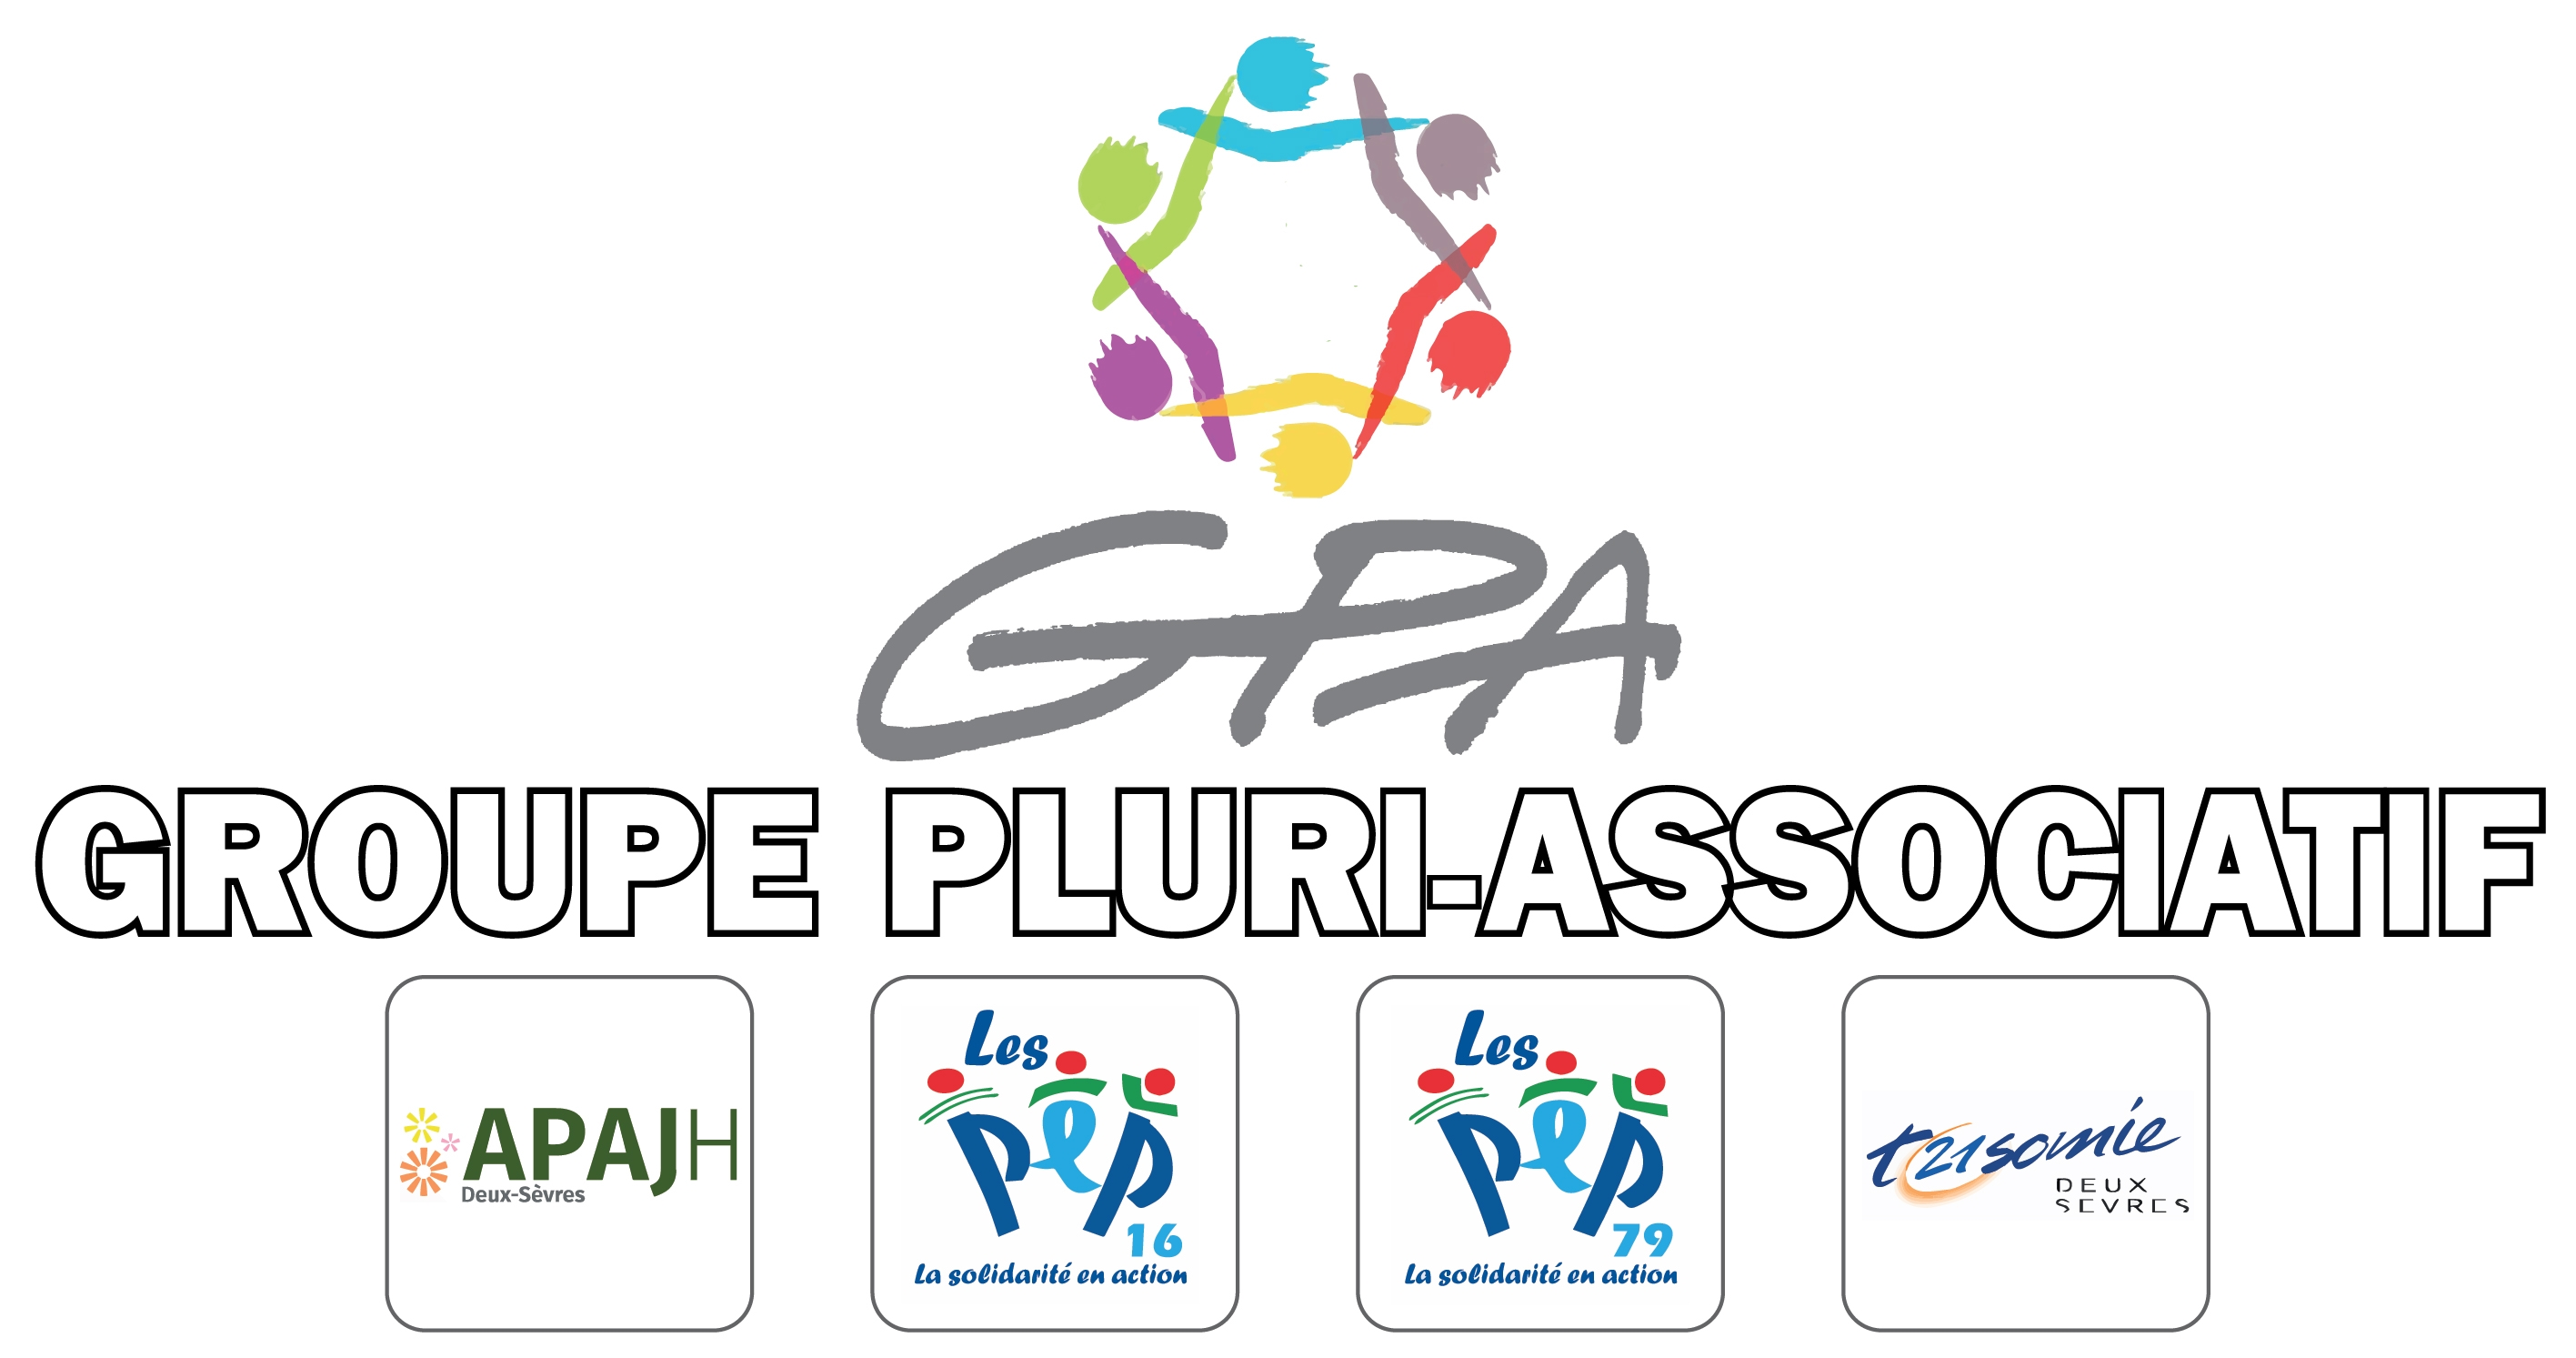 GPA
GROUPE PLURI-ASSOCIATIF
APAJH
Deux-Sèvres
Les
pep
16
La solidarité en action
Les
pep
79
La solidarité en action
t21somie
DEUX
SEVRES